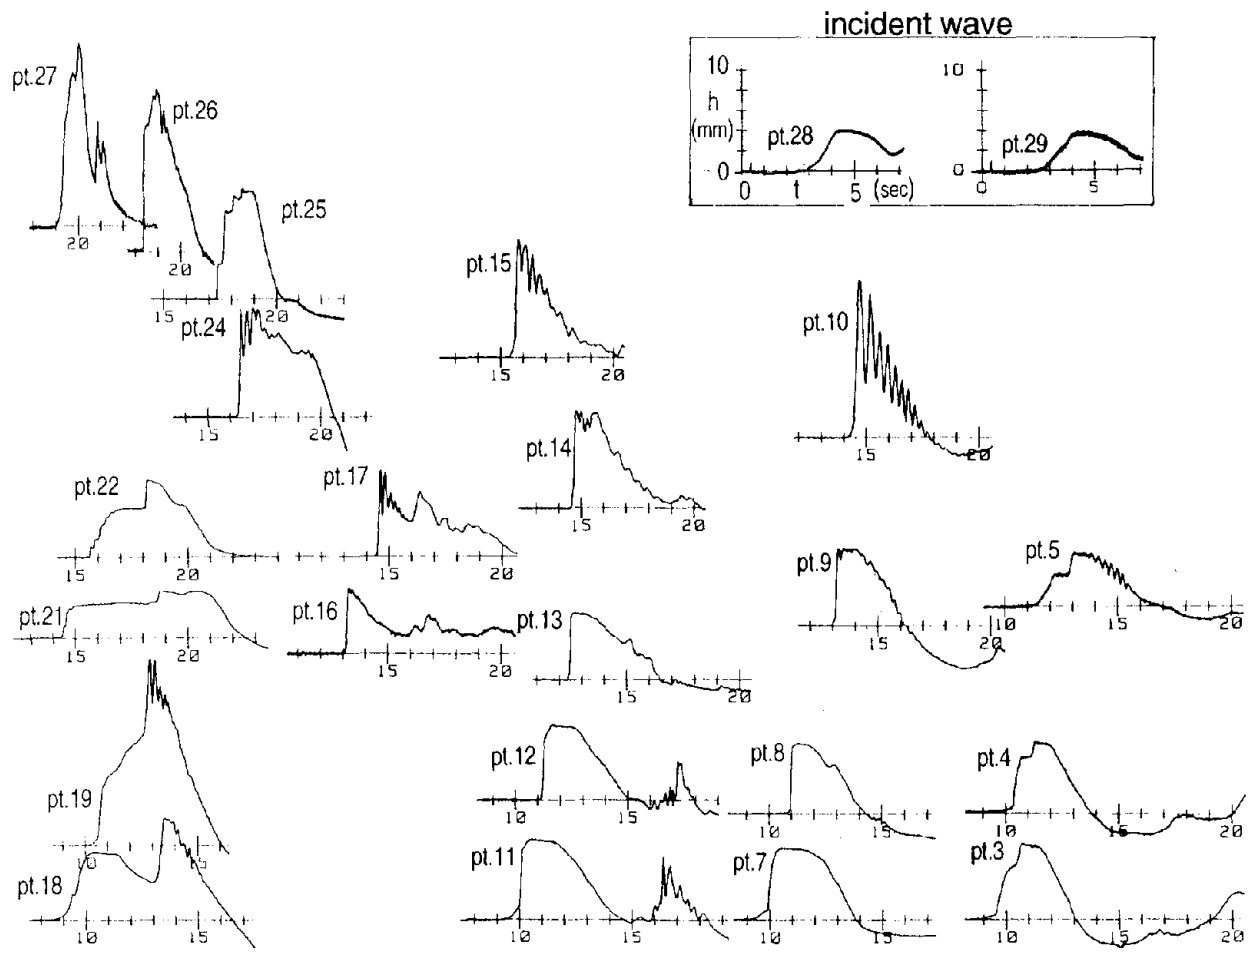 incident wave
10
h
(mm)
0
pt.28
0 t 5 (sec)
10
0
pt.29
0 5
pt.27
20
pt.26
20
pt.25
15 20
pt.24
15 20
pt.15
15 20
pt.10
15 20
pt.14
15 20
pt.22
15 20
pt.17
15 20
pt.9
15 20
pt.5
10 15 20
pt.21
15 20
pt.16
15 20
pt.13
15 20
pt.19
10 15
pt.12
10 15
pt.8
10 15
pt.4
10 15 20
pt.18
10 15
pt.11
10 15
pt.7
10 15
pt.3
10 15 20